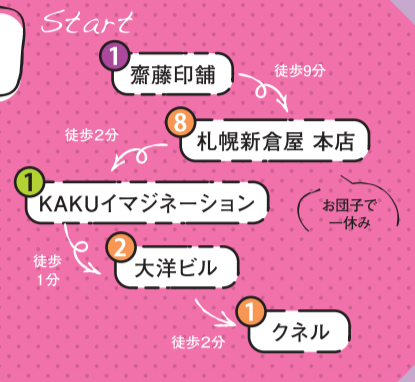 Start
1
齋藤印舗
徒歩9分
8
札幌新倉屋 本店
徒歩2分
お団子で
一休み
1
KAKUイマジネーション
徒歩
1分
2
大洋ビル
1
クネル
徒歩2分